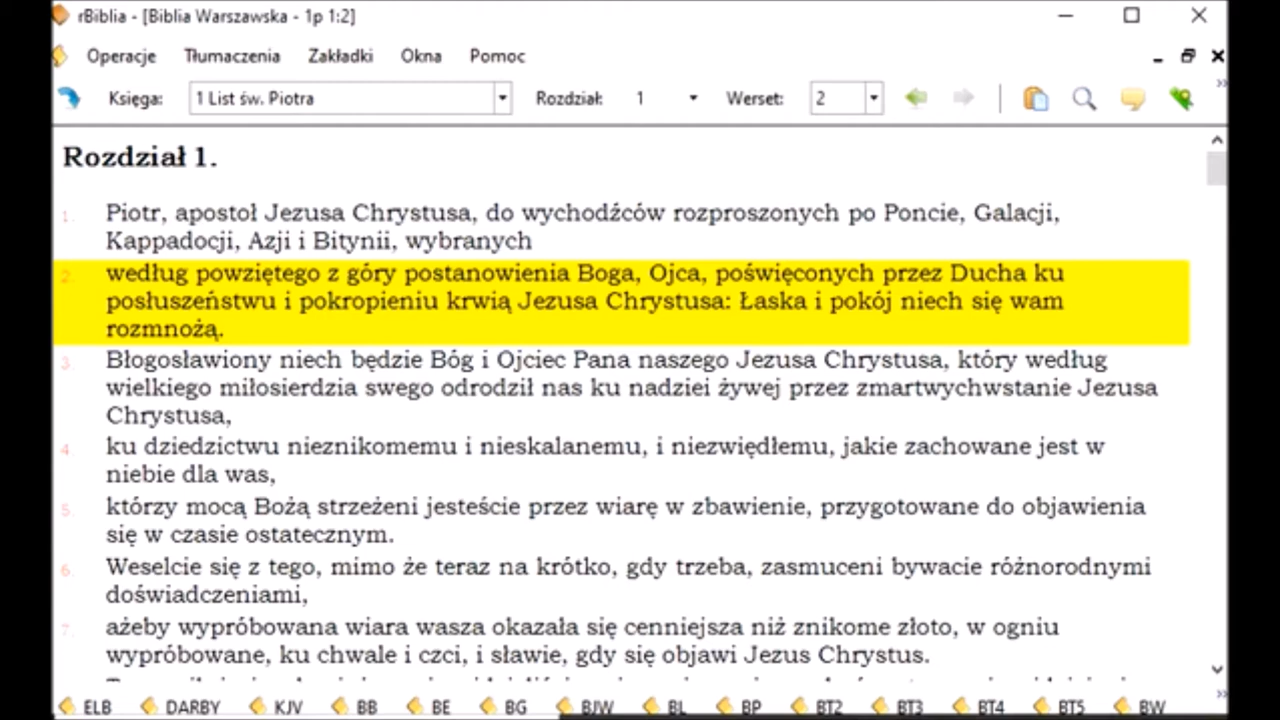 rBiblia - [Biblia Warszawska - 1p 1:2]
Operacje Tłumaczenia Zakładki Okna Pomoc
Księga: 1 List św. Piotra Rozdział: 1 Werset: 2
Rozdział 1.
1. Piotr, apostoł Jezusa Chrystusa, do wychodźców rozproszonych po Poncie, Galacji,
Kappadocji, Azji i Bitynii, wybranych
2. według powziętego z góry postanowienia Boga, Ojca, poświęconych przez Ducha ku
posłuszeństwu i pokropieniu krwią Jezusa Chrystusa: Łaska i pokój niech się wam
rozmnożą.
3. Błogosławiony niech będzie Bóg i Ojciec Pana naszego Jezusa Chrystusa, który według
wielkiego miłosierdzia swego odrodził nas ku nadziei żywej przez zmartwychwstanie Jezusa
Chrystusa,
4. ku dziedzictwu nieznikomemu i nieskalanemu, i niezwiędłemu, jakie zachowane jest w
niebie dla was,
5. którzy mocą Bożą strzeżeni jesteście przez wiarę w zbawienie, przygotowane do objawienia
się w czasie ostatecznym.
6. Weselcie się z tego, mimo że teraz na krótko, gdy trzeba, zasmuceni bywacie różnorodnymi
doświadczeniami,
7. ażeby wypróbowana wiara wasza okazała się cenniejsza niż znikome złoto, w ogniu
wypróbowane, ku chwale i czci, i sławie, gdy się objawi Jezus Chrystus.
ELB DARBY KJV BB BE BG BJW BL BP BT2 BT3 BT4 BT5 BW